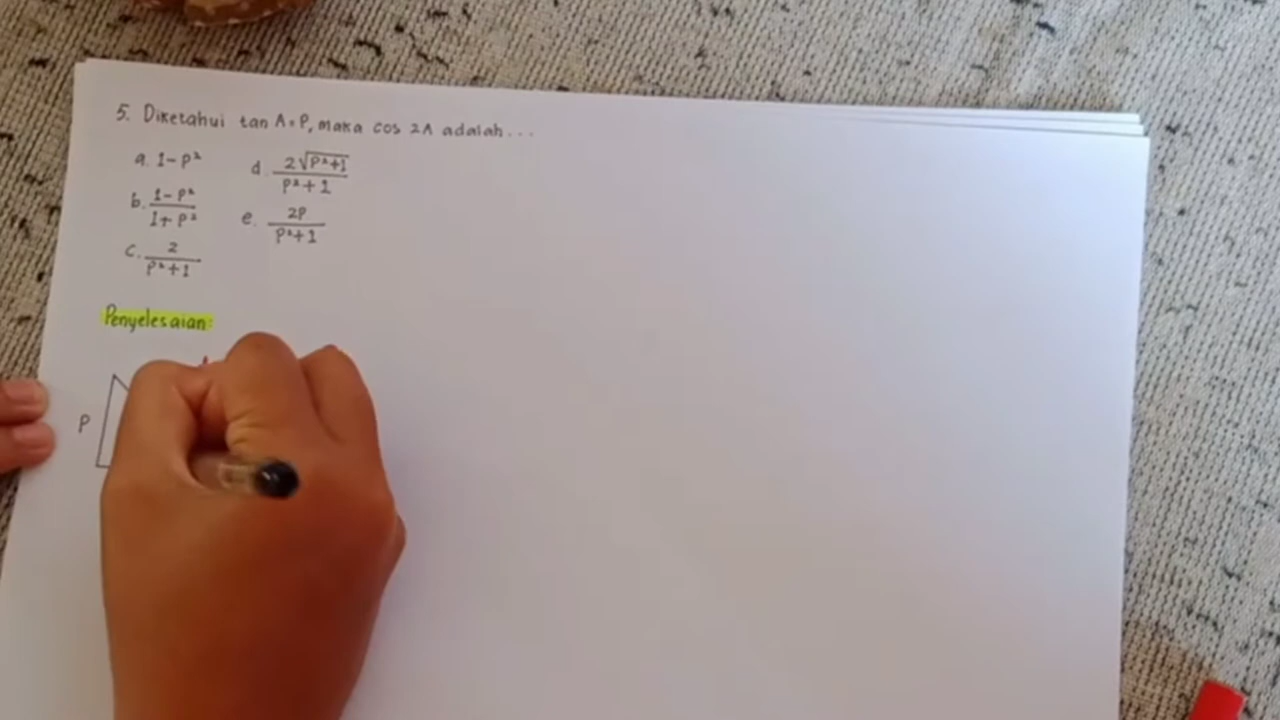 5. Diketahui tan A=P, maka cos 2A adalah...
a. 1-P²
d. 2√P²+1 / P²+1
b. 1-P² / 1+P²
e. 2P / P²+1
c. 2 / P²+1
Penyelesaian:
P